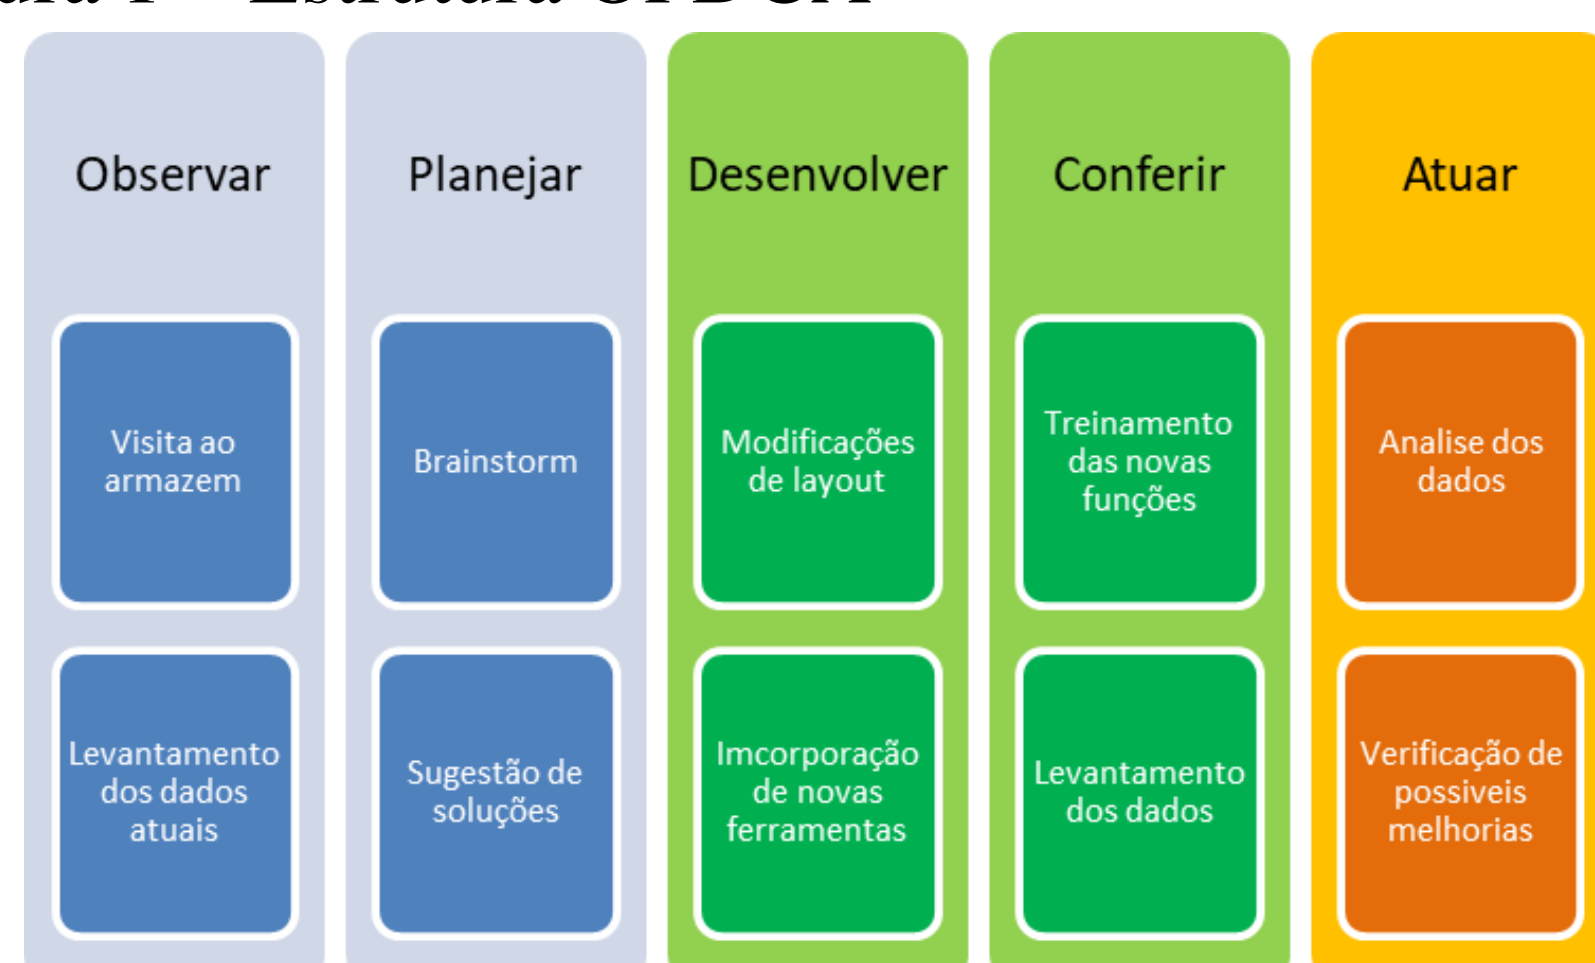 Observar
Visita ao
armazem
Levantamento
dos dados
atuais
Planejar
Brainstorm
Sugestão de
soluções
Desenvolver
Modificações
de layout
Imcorporação
de novas
ferramentas
Conferir
Treinamento
das novas
funções
Levantamento
dos dados
Atuar
Analise dos
dados
Verificação de
possiveis
melhorias